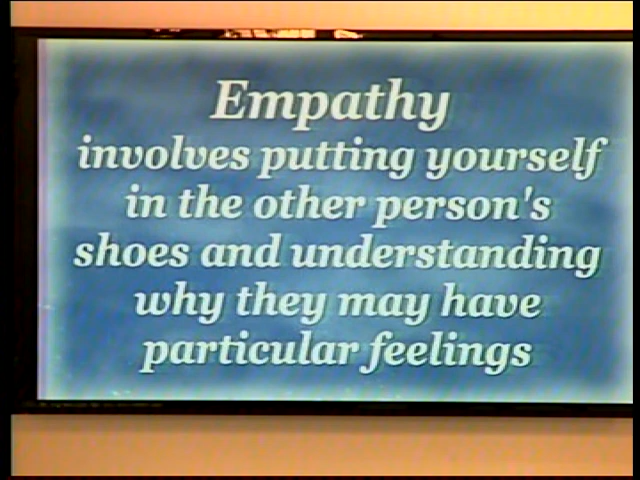 Empathy
involves putting yourself
in the other person's
shoes and understanding
why they may have
particular feelings